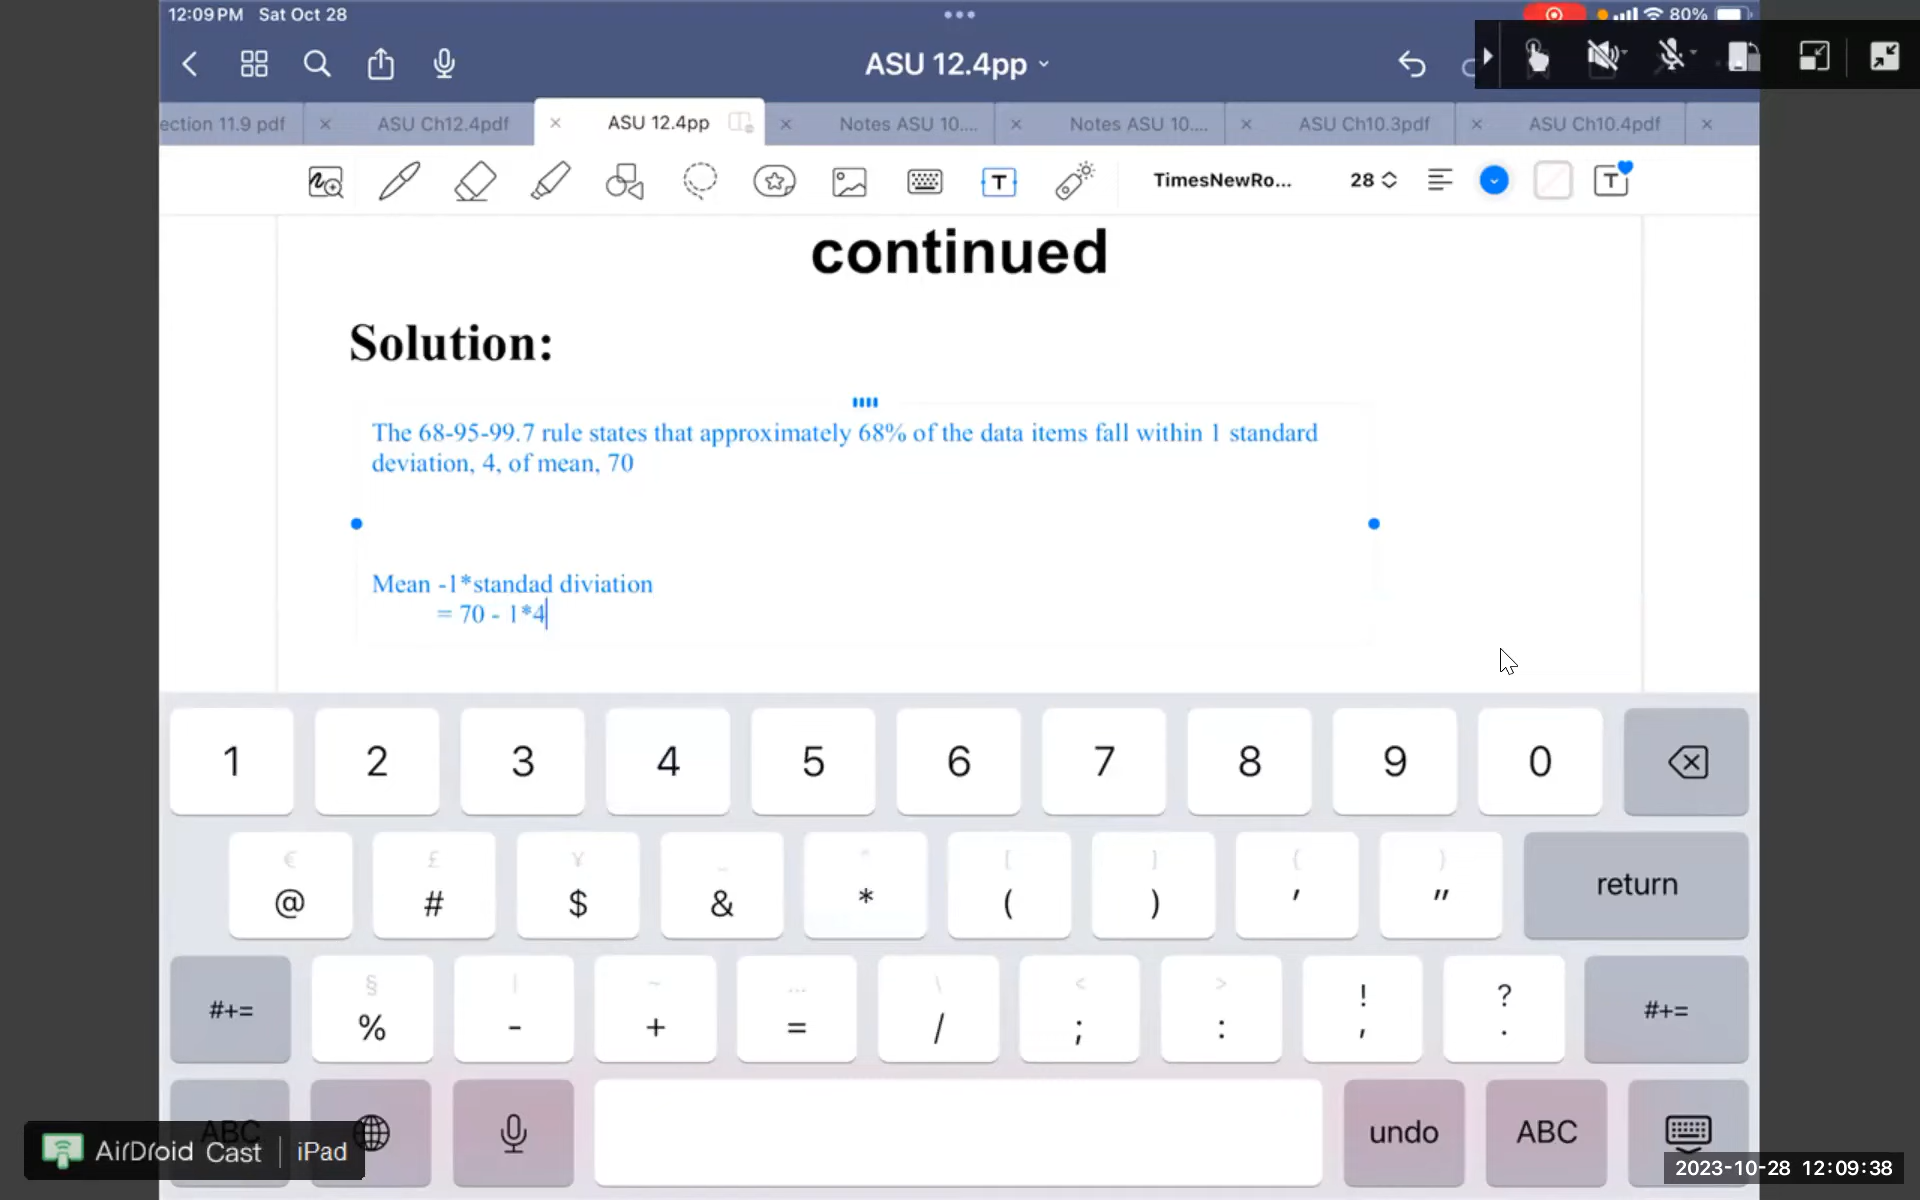 12:09 PM Sat Oct 28
80%
ASU 12.4pp
ection 11.9 pdf
ASU Ch12.4pdf
ASU 12.4pp
Notes ASU 10....
Notes ASU 10....
ASU Ch10.3pdf
ASU Ch10.4pdf
TimesNewRo...
28
continued
Solution:
The 68-95-99.7 rule states that approximately 68% of the data items fall within 1 standard
deviation, 4, of mean, 70
Mean -1*standad diviation
= 70 - 1*4
1 2 3 4 5 6 7 8 9 0
€ £ ¥ _ ^ [ ] { }
@ # $ & * ( ) ' "
return
§ | ~ … \ < > ! ?
#+= % - + = / ; : , . #+=
ABC
undo
ABC
AirDroid Cast | iPad
2023-10-28 12:09:38